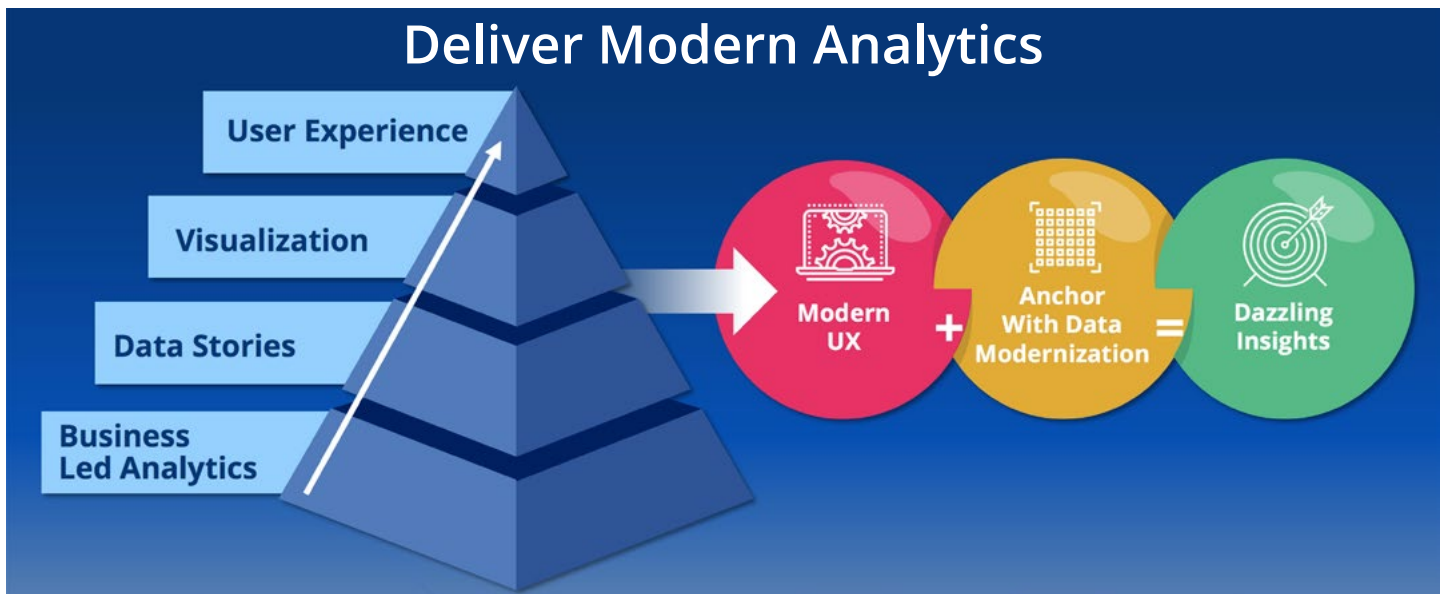 Deliver Modern Analytics
User Experience
Visualization
Data Stories
Business
Led Analytics
Modern
UX
+
Anchor
With Data
Modernization
=
Dazzling
Insights